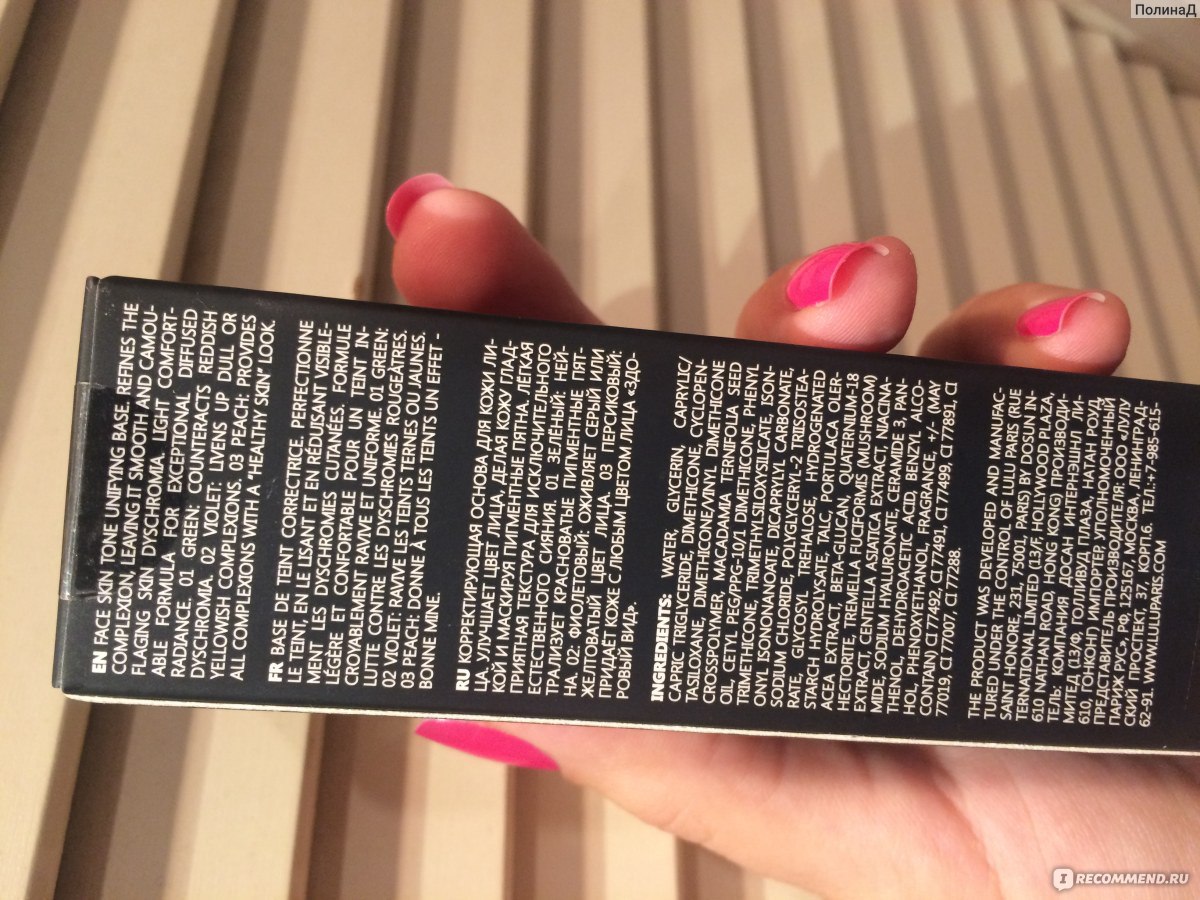 ПолинаД
EN FACE SKIN TONE UNIFYING BASE. REFINES THE
COMPLEXION, LEAVING IT SMOOTH AND CAMOU-
FLAGING SKIN DYSCHROMIA. LIGHT COMFORT-
ABLE FORMULA FOR EXCEPTIONAL DIFFUSED
RADIANCE. 01 GREEN: COUNTERACTS REDDISH
DYSCHROMIA. 02 VIOLET: LIVENS UP DULL OR
YELLOWISH COMPLEXIONS. 03 PEACH: PROVIDES
ALL COMPLEXIONS WITH A "HEALTHY SKIN" LOOK.
FR BASE DE TEINT CORRECTRICE. PERFECTIONNE
LE TEINT, EN LE LISANT ET EN RÉDUISANT VISIBLE-
MENT LES DYSCHROMIES CUTANÉES. FORMULE
LÉGÈRE ET CONFORTABLE POUR UN TEINT IN-
CROYABLEMENT RAVIVE ET UNIFORME. 01 GREEN:
LUTTE CONTRE LES DYSCHROMIES ROUGEÂTRES.
02 VIOLET: RAVIVE LES TEINTS TERNES OU JAUNES.
03 PEACH: DONNE À TOUS LES TEINTS UN EFFET -
BONNE MINE.
RU КОРРЕКТИРУЮЩАЯ ОСНОВА ДЛЯ КОЖИ ЛИ-
ЦА. УЛУЧШАЕТ ЦВЕТ ЛИЦА, ДЕЛАЯ КОЖУ ГЛАД-
КОЙ И МАСКИРУЯ ПИГМЕНТНЫЕ ПЯТНА. ЛЁГКАЯ
ПРИЯТНАЯ ТЕКСТУРА ДЛЯ ИСКЛЮЧИТЕЛЬНОГО
ЕСТЕСТВЕННОГО СИЯНИЯ. 01 ЗЕЛЁНЫЙ: НЕЙ-
ТРАЛИЗУЕТ КРАСНОВАТЫЕ ПИГМЕНТНЫЕ ПЯТ-
НА. 02 ФИОЛЕТОВЫЙ: ОЖИВЛЯЕТ СЕРЫЙ ИЛИ
ЖЕЛТОВАТЫЙ ЦВЕТ ЛИЦА. 03 ПЕРСИКОВЫЙ:
ПРИДАЁТ КОЖЕ С ЛЮБЫМ ЦВЕТОМ ЛИЦА «ЗДО-
РОВЫЙ ВИД».
INGREDIENTS: WATER, GLYCERIN, CAPRYLIC/
CAPRIC TRIGLYCERIDE, DIMETHICONE, CYCLOPEN-
TASILOXANE, DIMETHICONE/VINYL DIMETHICONE
CROSSPOLYMER, MACADAMIA TERNIFOLIA SEED
OIL, CETYL PEG/PPG-10/1 DIMETHICONE, PHENYL
TRIMETHICONE, TRIMETHYLSILOXYSILICATE, ISON-
ONYL ISONONANOATE, DICAPRYLYL CARBONATE,
SODIUM CHLORIDE, POLYGLYCERYL-2 TRIISOSTEA-
RATE, GLYCOSYL TREHALOSE, HYDROGENATED
STARCH HYDROLYSATE, TALC, PORTULACA OLER-
ACEA EXTRACT, BETA-GLUCAN, QUATERNIUM-18
HECTORITE, TREMELLA FUCIFORMIS (MUSHROOM)
EXTRACT, CENTELLA ASIATICA EXTRACT, NIACINA-
MIDE, SODIUM HYALURONATE, CERAMIDE 3, PAN-
THENOL, DEHYDROACETIC ACID, BENZYL ALCO-
HOL, PHENOXYETHANOL, FRAGRANCE, +/- (MAY
CONTAIN) CI 77492, CI 77491, CI 77499, CI 77891, CI
77019, CI 77007, CI 77288.
THE PRODUCT WAS DEVELOPED AND MANUFAC-
TURED UNDER THE CONTROL OF LULU PARIS (RUE
SAINT HONORE, 231, 75001, PARIS) BY DOSUN IN-
TERNATIONAL LIMITED (13/F, HOLLYWOOD PLAZA,
610 NATHAN ROAD, HONG KONG) ПРОИЗВОДИ-
ТЕЛЬ: КОМПАНИЯ ДОСАН ИНТЕРНЭШНЛ ЛИ-
МИТЕД (13/Ф, ГОЛЛИВУД ПЛАЗА, НАТАН РОУД,
610, ГОНКОНГ) ИМПОРТЕР, УПОЛНОМОЧЕННЫЙ
ПРЕДСТАВИТЕЛЬ ПРОИЗВОДИТЕЛЯ: ООО «ЛУЛУ
ПАРИЖ РУС». РФ, 125167, МОСКВА, ЛЕНИНГРАД-
СКИЙ ПРОСПЕКТ, 37, КОРП.6. ТЕЛ.:+7-985-615-
62-91. WWW.LULUPARIS.COM
IRECOMMEND.RU